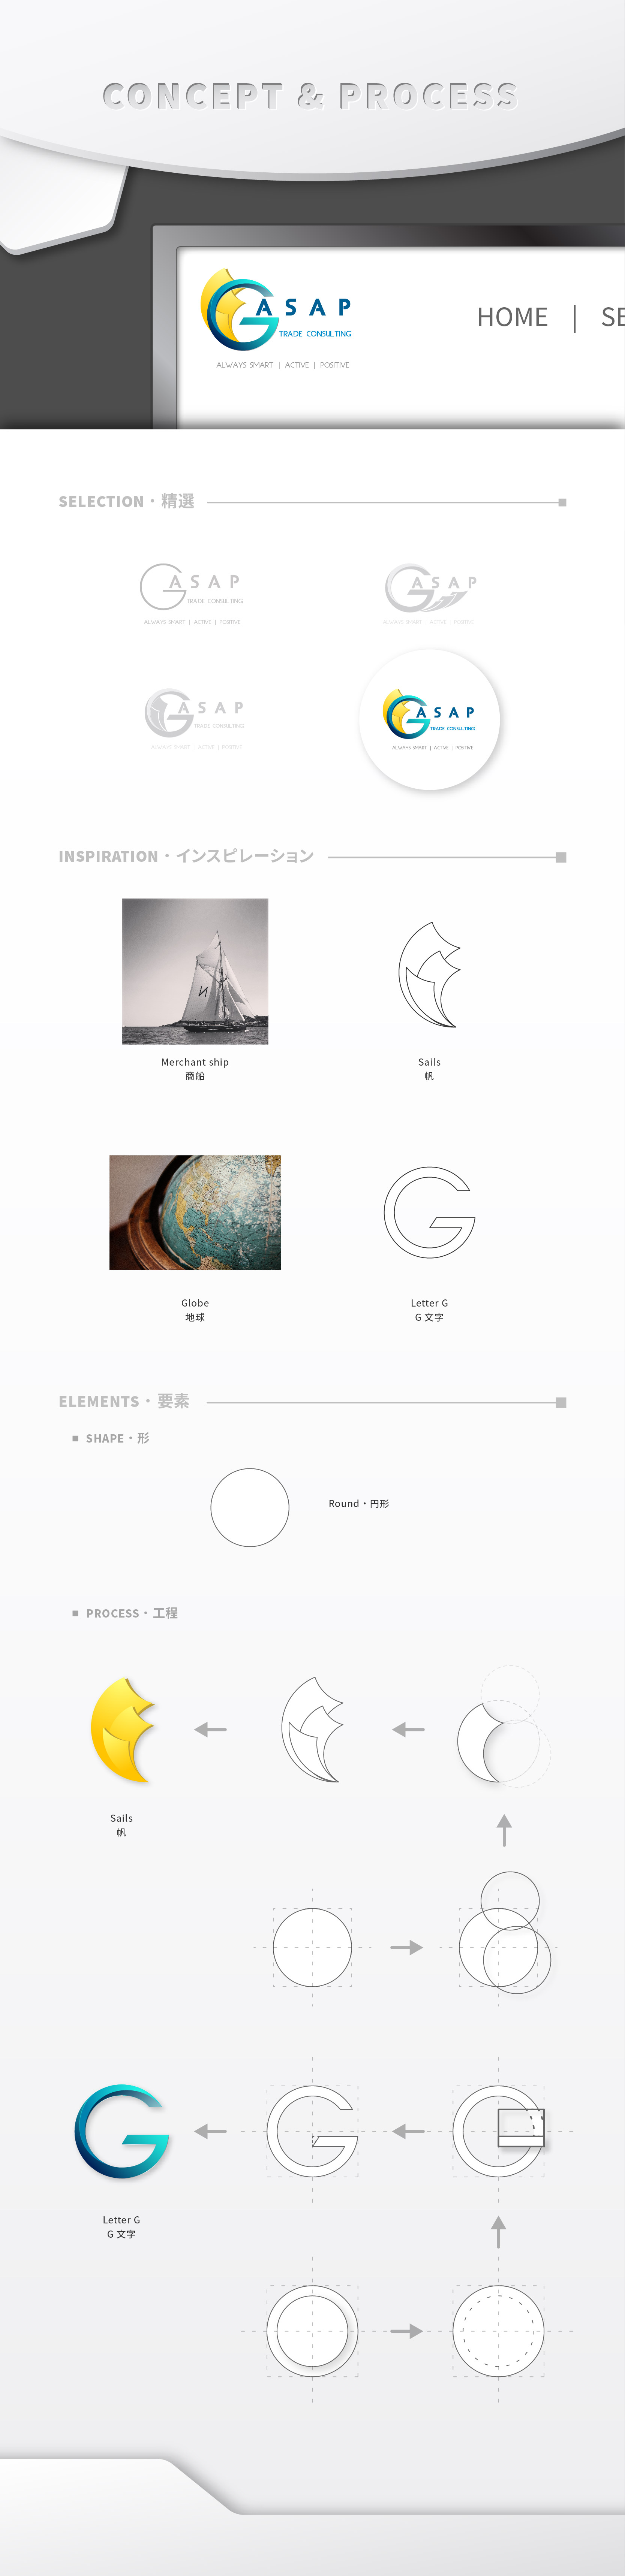 CONCEPT & PROCESS
ASAP
TRADE CONSULTING
ALWAYS SMART | ACTIVE | POSITIVE
HOME | SE
SELECTION・精選
ASAP
TRADE CONSULTING
ALWAYS SMART | ACTIVE | POSITIVE
ASAP
ALWAYS SMART | ACTIVE | POSITIVE
ASAP
TRADE CONSULTING
ALWAYS SMART | ACTIVE | POSITIVE
ASAP
TRADE CONSULTING
ALWAYS SMART | ACTIVE | POSITIVE
INSPIRATION・インスピレーション
Merchant ship
商船
Sails
帆
Globe
地球
Letter G
G 文字
ELEMENTS・要素
SHAPE・形
Round・円形
PROCESS・工程
Sails
帆
Letter G
G 文字